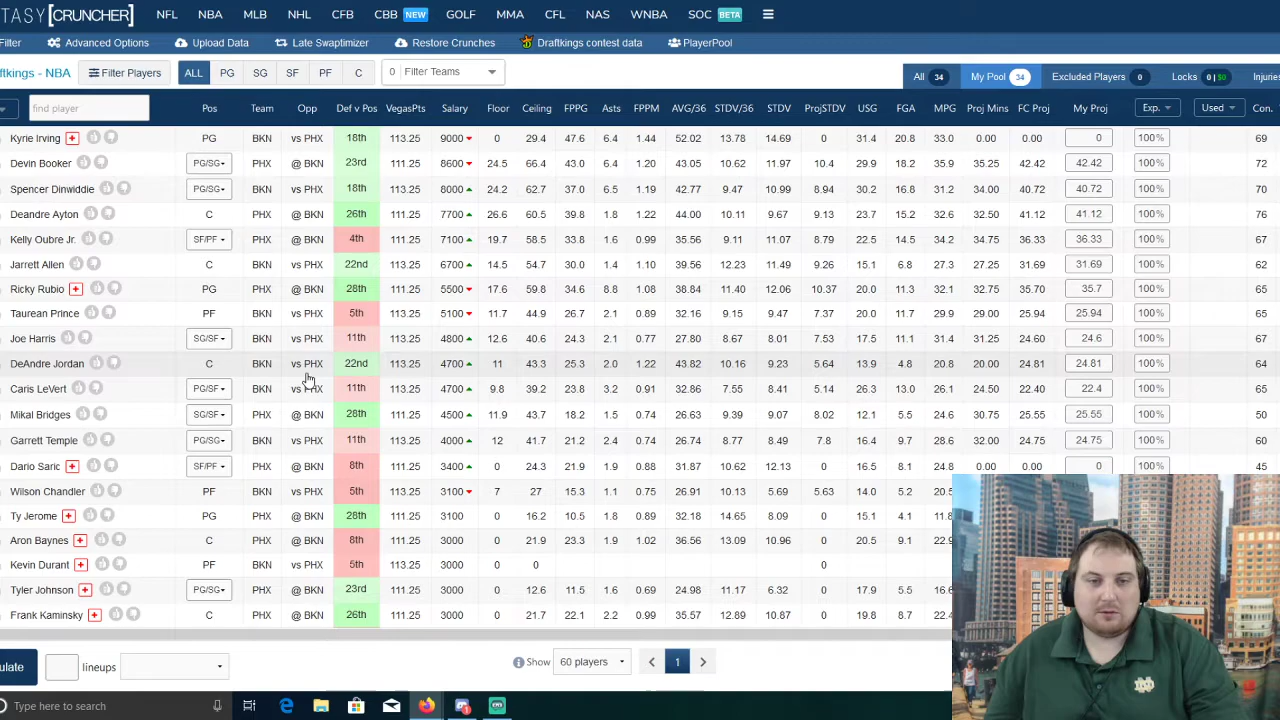 TASY[CRUNCHER] NFL NBA MLB NHL CFB CBB NEW GOLF MMA CFL NAS WNBA SOC BETA
Filter Advanced Options Upload Data Late Swaptimizer Restore Crunches Draftkings contest data PlayerPool
ftkings - NBA Filter Players ALL PG SG SF PF C 0 Filter Teams All 34 My Pool 34 Excluded Players 0 Locks 0 | $0 Injuries
find player Pos Team Opp Def v Pos VegasPts Salary Floor Ceiling FPPG Asts FPPM AVG/36 STDV/36 STDV ProjSTDV USG FGA MPG Proj Mins FC Proj My Proj Exp. Used Con.
Kyrie Irving PG BKN vs PHX 18th 113.25 9000 0 29.4 47.6 6.4 1.44 52.02 13.78 14.69 0 31.4 20.8 33.0 0.00 0.00 0 100% 69
Devin Booker PG/SG PHX @ BKN 23rd 111.25 8600 24.5 66.4 43.0 6.4 1.20 43.05 10.62 11.97 10.4 29.9 18.2 35.9 35.25 42.42 42.42 100% 72
Spencer Dinwiddie PG/SG BKN vs PHX 18th 113.25 8000 24.2 62.7 37.0 6.5 1.19 42.77 9.47 10.98 8.94 30.2 16.8 31.2 34.00 40.72 40.72 100% 70
Deandre Ayton C PHX @ BKN 26th 111.25 7700 26.6 60.5 39.8 1.8 1.22 44.00 10.11 9.67 9.13 23.7 15.2 32.6 32.50 41.12 41.12 100% 76
Kelly Oubre Jr. SF/PF PHX @ BKN 4th 111.25 7100 19.7 58.5 33.8 1.6 0.99 35.56 9.11 11.07 8.79 22.5 14.5 34.2 34.75 36.33 36.33 100% 67
Jarrett Allen C BKN vs PHX 22nd 113.25 6700 14.5 54.7 30.0 1.4 1.10 39.56 12.23 11.49 9.26 15.1 6.8 27.3 27.25 31.69 31.69 100% 62
Ricky Rubio PG PHX @ BKN 28th 111.25 5500 17.6 59.8 34.6 8.8 1.08 38.84 11.40 12.06 10.37 20.0 11.3 32.1 32.75 35.70 35.7 100% 67
Taurean Prince PF BKN vs PHX 5th 113.25 5100 11.7 44.9 26.7 2.1 0.89 32.16 9.15 9.47 7.37 20.0 11.7 29.9 29.00 25.94 25.94 100% 65
Joe Harris SG/SF BKN vs PHX 11th 113.25 4800 12.6 40.6 24.3 2.1 0.77 27.80 8.67 8.01 7.53 17.5 11.1 31.4 31.25 24.60 24.6 100% 67
DeAndre Jordan C BKN vs PHX 22nd 113.25 4700 11 43.3 25.3 2.0 1.22 43.82 10.16 9.23 5.64 13.9 4.8 20.8 20.00 24.81 24.81 100% 64
Caris LeVert PG/SF BKN vs PHX 11th 113.25 4700 9.8 39.2 23.8 3.2 0.91 32.86 7.55 8.41 5.14 26.3 13.0 26.1 24.50 22.40 22.4 100% 65
Mikal Bridges SG/SF PHX @ BKN 28th 111.25 4500 11.9 43.7 18.2 1.5 0.74 26.63 9.39 9.07 8.02 12.1 5.5 24.6 30.75 25.55 25.55 100% 50
Garrett Temple PG/SG BKN vs PHX 11th 113.25 4000 12 41.7 21.2 2.4 0.74 26.74 8.77 8.49 7.8 16.4 9.7 28.6 32.00 24.75 24.75 100% 60
Dario Saric SF/PF PHX @ BKN 8th 111.25 3400 0 24.3 21.9 1.9 0.88 31.87 10.62 12.13 0 16.5 8.1 24.8 0.00 0.00 0 100% 45
Wilson Chandler PF BKN vs PHX 5th 113.25 3100 7 27 15.3 1.1 0.75 26.91 10.13 5.69 5.63 14.0 5.2 20.5
Ty Jerome PG PHX @ BKN 28th 111.25 3100 0 16.2 10.5 1.8 0.89 32.18 14.65 8.09 0 15.1 4.1 11.8
Aron Baynes C PHX @ BKN 8th 111.25 3000 0 21.9 23.3 1.9 1.02 36.56 13.09 10.96 0 20.5 9.1 22.9
Kevin Durant PF BKN vs PHX 5th 113.25 3000 0 0 0
Tyler Johnson PG/SG PHX @ BKN 23rd 111.25 3000 0 12.6 11.5 1.6 0.69 24.98 11.17 6.32 0 17.9 5.5 16.6
Frank Kaminsky C PHX @ BKN 26th 111.25 3000 0 21.7 22.1 2.2 0.99 35.57 12.89 10.87 0 19.8 8.7 22.4
ulate lineups Show 60 players 1
Type here to search